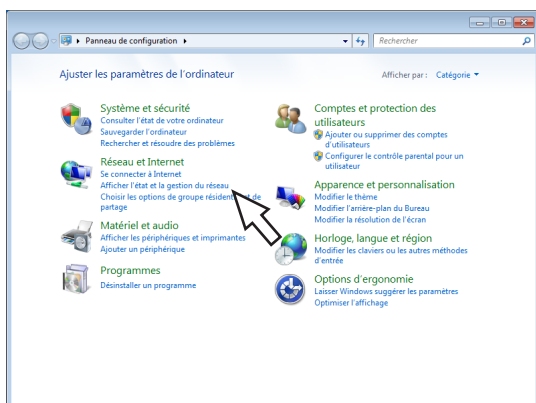 Panneau de configuration
Rechercher
Ajuster les paramètres de l'ordinateur
Afficher par : Catégorie
Système et sécurité
Consulter l'état de votre ordinateur
Sauvegarder l'ordinateur
Rechercher et résoudre des problèmes
Réseau et Internet
Se connecter à Internet
Afficher l'état et la gestion du réseau
Choisir les options de groupe résident et de
partage
Matériel et audio
Afficher les périphériques et imprimantes
Ajouter un périphérique
Programmes
Désinstaller un programme
Comptes et protection des
utilisateurs
Ajouter ou supprimer des comptes
d'utilisateurs
Configurer le contrôle parental pour un
utilisateur
Apparence et personnalisation
Modifier le thème
Modifier l'arrière-plan du Bureau
Modifier la résolution de l'écran
Horloge, langue et région
Modifier les claviers ou les autres méthodes
d'entrée
Options d'ergonomie
Laisser Windows suggérer les paramètres
Optimiser l'affichage